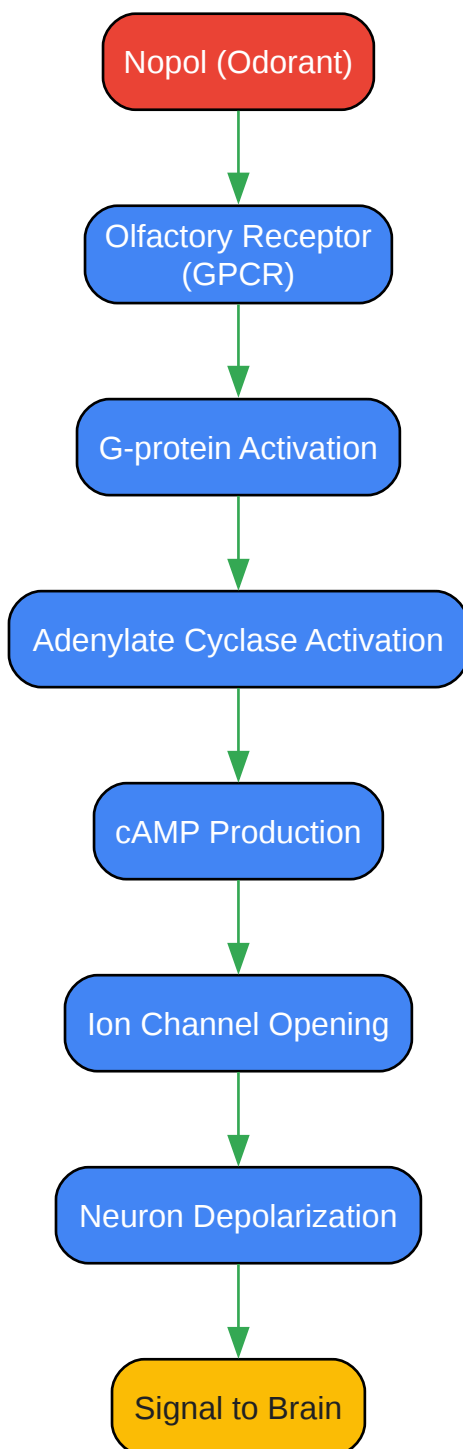 Nopol (Odorant)
Olfactory Receptor
(GPCR)
G-protein Activation
Adenylate Cyclase Activation
cAMP Production
Ion Channel Opening
Neuron Depolarization
Signal to Brain